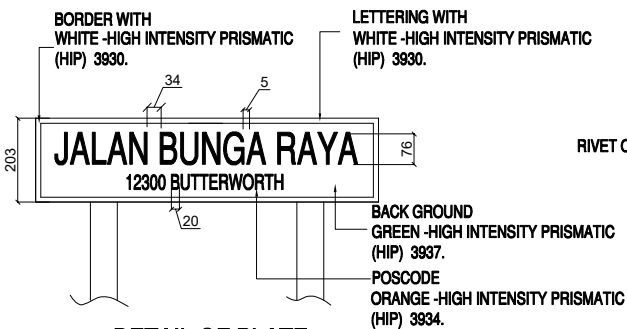 BORDER WITH
WHITE -HIGH INTENSITY PRISMATIC
(HIP) 3930.
LETTERING WITH
WHITE -HIGH INTENSITY PRISMATIC
(HIP) 3930.
34
5
203
JALAN BUNGA RAYA
76
12300 BUTTERWORTH
20
RIVET
BACK GROUND
GREEN -HIGH INTENSITY PRISMATIC
(HIP) 3937.
POSCODE
ORANGE -HIGH INTENSITY PRISMATIC
(HIP) 3934.